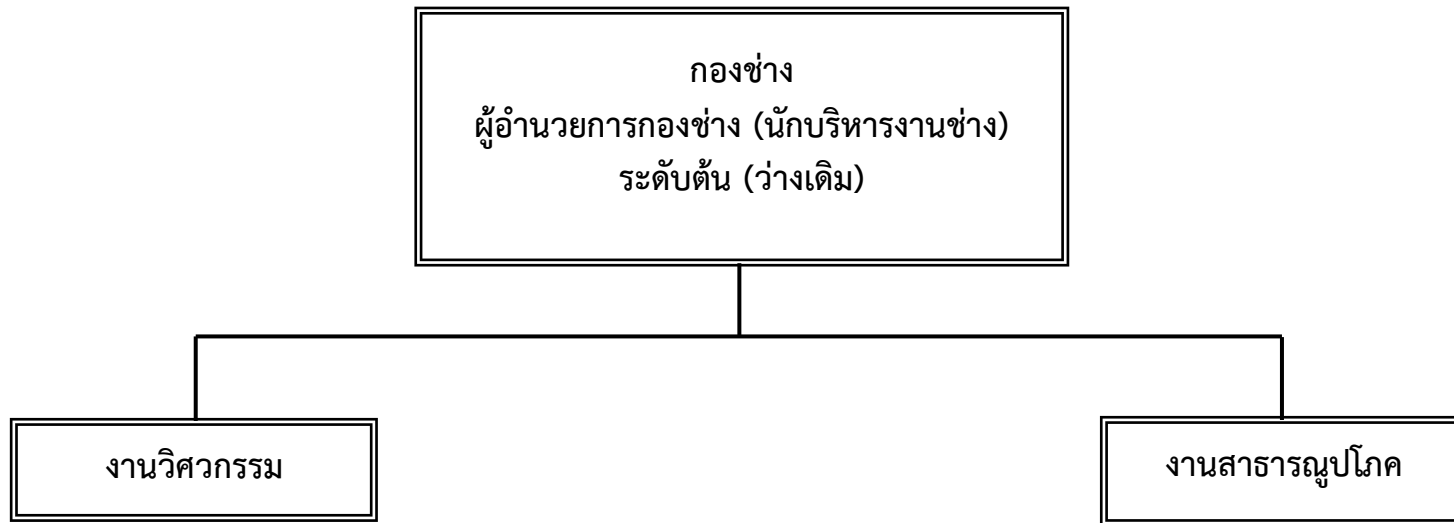 กองช่าง
ผู้อำนวยการกองช่าง (นักบริหารงานช่าง)
ระดับต้น (ว่างเดิม)
งานวิศวกรรม
งานสาธารณูปโภค